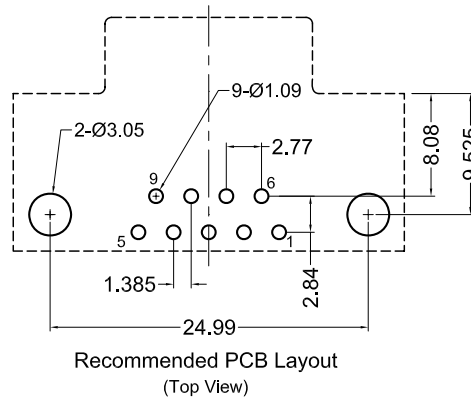 9-Ø1.09
2-Ø3.05
2.77
8.08
9.525
9
6
5
1
1.385
2.84
24.99
Recommended PCB Layout
(Top View)